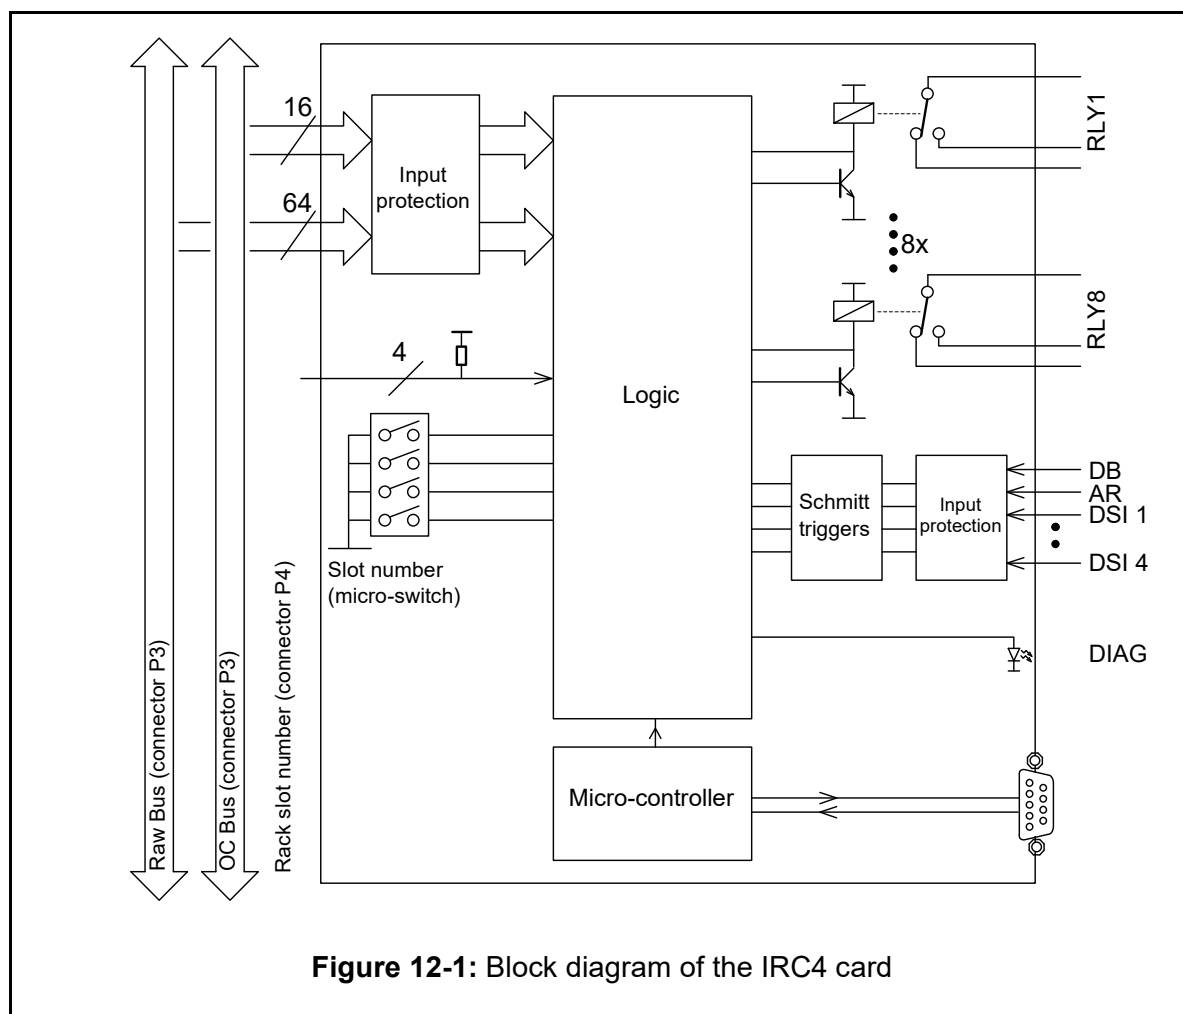 16
Input
protection
64
RLY1
8x
RLY8
4
Logic
DB
AR
DSI 1
DSI 4
Schmitt
triggers
Input
protection
Slot number
(micro-switch)
DIAG
Raw Bus (connector P3)
OC Bus (connector P3)
Rack slot number (connector P4)
Micro-controller
Figure 12-1: Block diagram of the IRC4 card